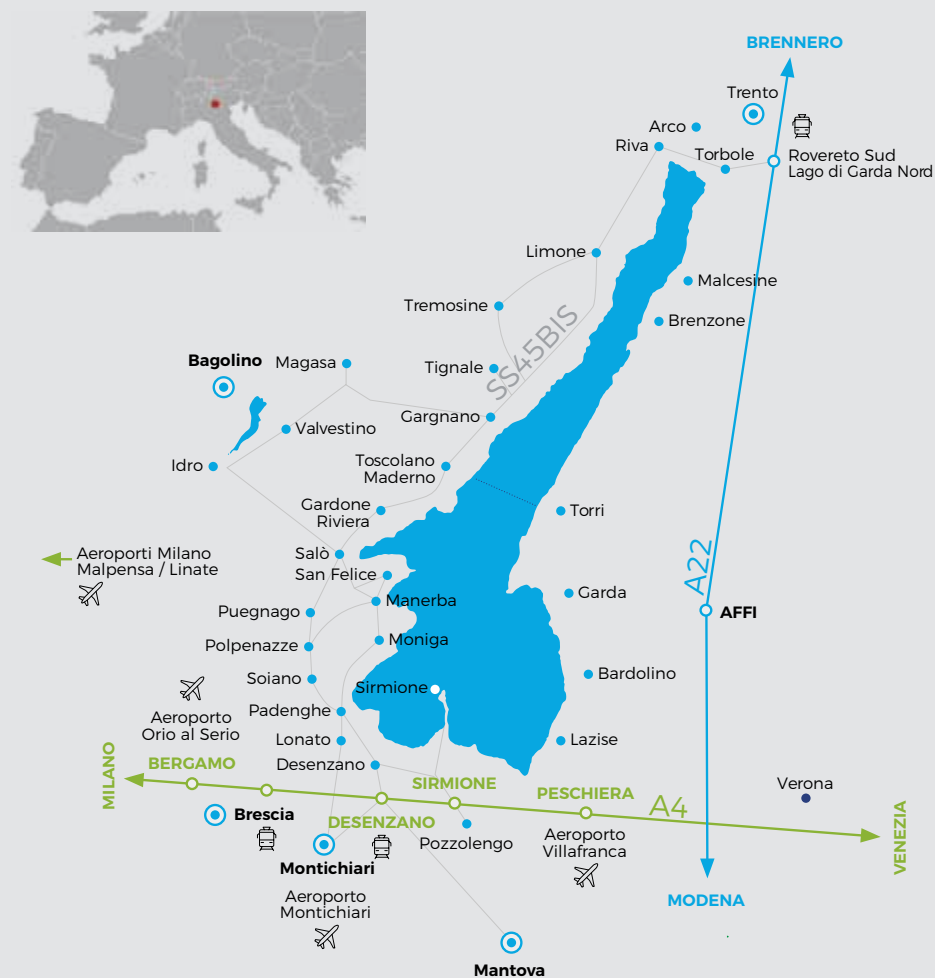 BRENNERO
Trento
Arco
Riva
Torbole
Rovereto Sud
Lago di Garda Nord
Limone
Malcesine
Tremosine
Brenzone
SS45BIS
Bagolino
Magasa
Tignale
Gargnano
Valvestino
Idro
Toscolano
Maderno
Gardone
Riviera
Torri
Salò
Aeroporti Milano
Malpensa / Linate
San Felice
A22
Garda
Manerba
Puegnago
AFFI
Moniga
Polpenazze
Bardolino
Soiano
Sirmione
Aeroporto
Orio al Serio
Padenghe
Lonato
Lazise
Desenzano
MILANO
BERGAMO
SIRMIONE
PESCHIERA
A4
Verona
Brescia
DESENZANO
VENEZIA
Pozzolengo
Aeroporto
Villafranca
Montichiari
Aeroporto
Montichiari
MODENA
Mantova